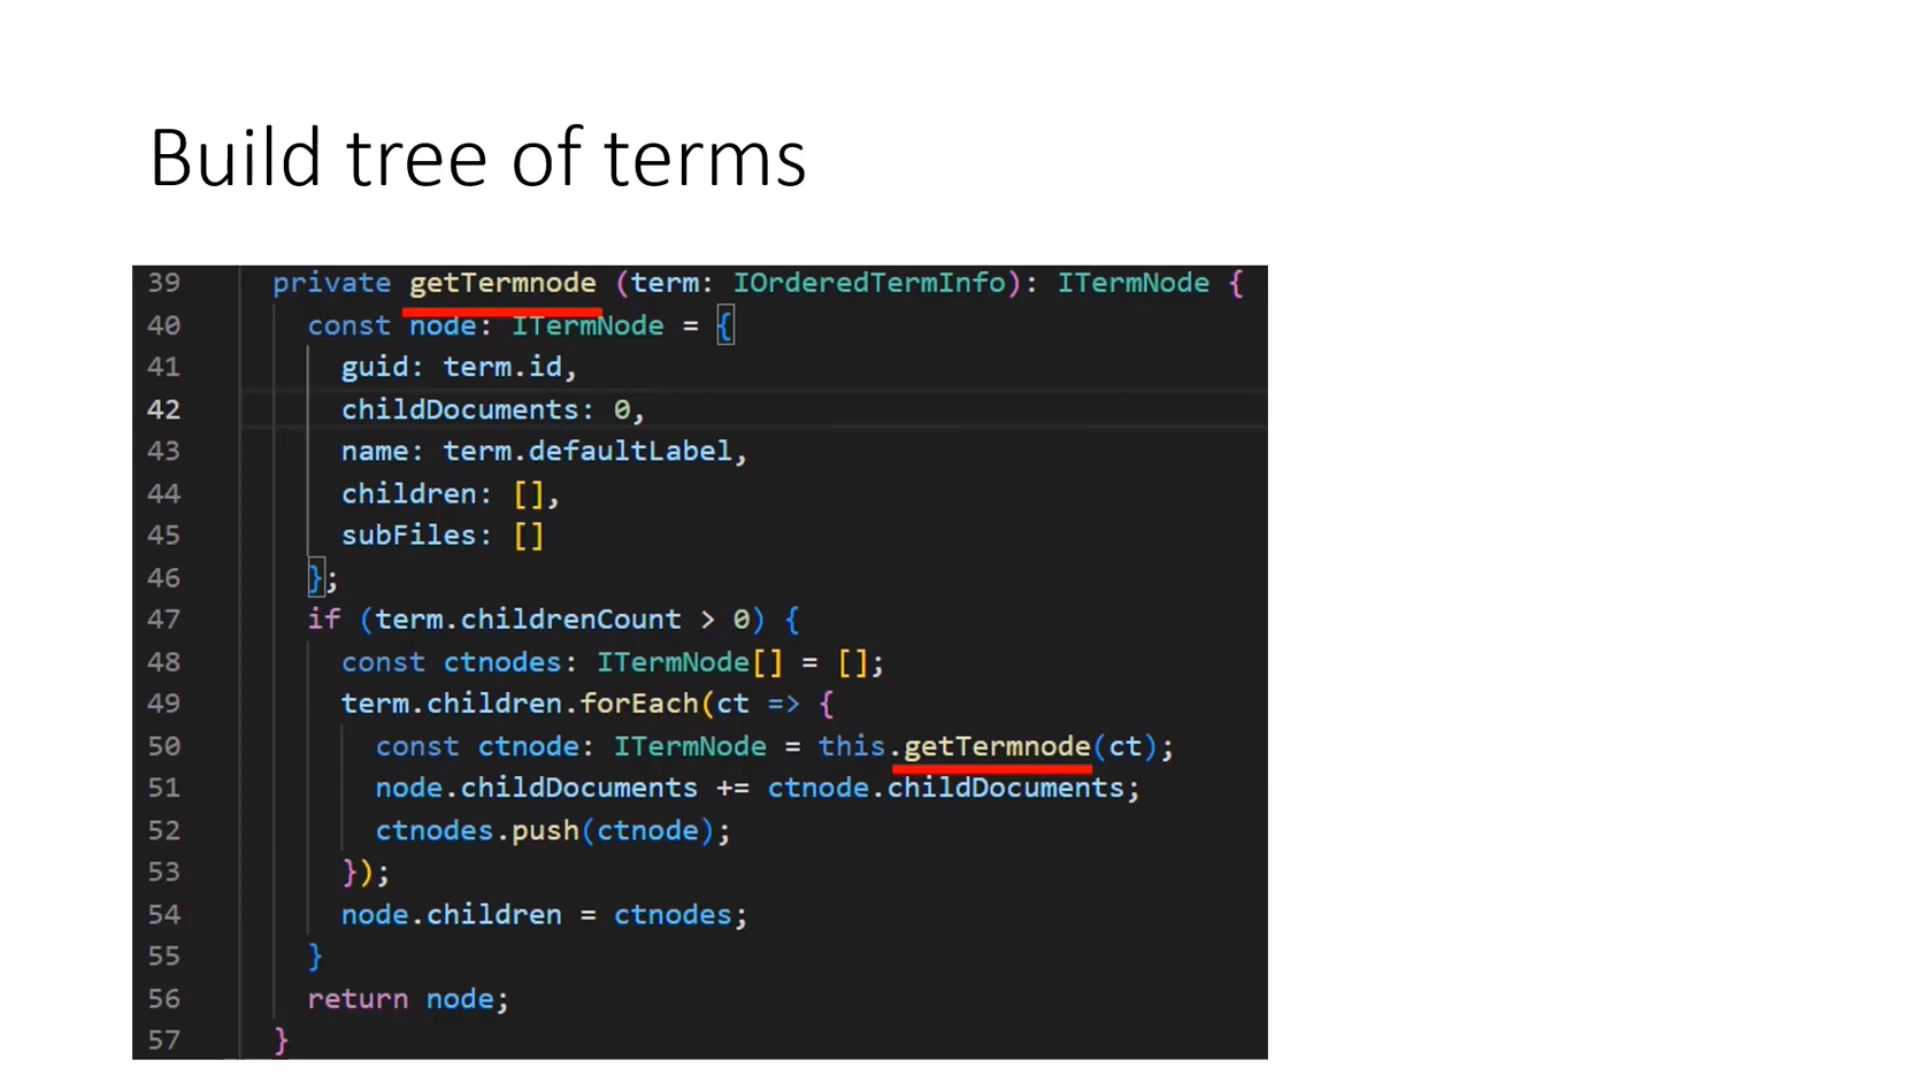 Build tree of terms
39 private getTermnode (term: IOrderedTermInfo): ITermNode {
40 const node: ITermNode = {
41 guid: term.id,
42 childDocuments: 0,
43 name: term.defaultLabel,
44 children: [],
45 subFiles: []
46 };
47 if (term.childrenCount > 0) {
48 const ctnodes: ITermNode[] = [];
49 term.children.forEach(ct => {
50 const ctnode: ITermNode = this.getTermnode(ct);
51 node.childDocuments += ctnode.childDocuments;
52 ctnodes.push(ctnode);
53 });
54 node.children = ctnodes;
55 }
56 return node;
57 }